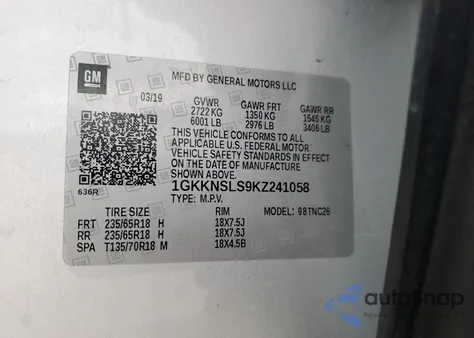 GM
MFD BY GENERAL MOTORS LLC
03/19 GVWR GAWR FRT GAWR RR
2722 KG 1350 KG 1545 KG
6001 LB 2976 LB 3406 LB
THIS VEHICLE CONFORMS TO ALL
APPLICABLE U.S. FEDERAL MOTOR
VEHICLE SAFETY STANDARDS IN EFFECT
ON THE DATE OF MANUFACTURE
SHOWN ABOVE.
636R
1GKKNSLS9KZ241058
TYPE: M.P.V. MODEL: 98TNC26
TIRE SIZE RIM
FRT 235/65R18 H 18X7.5J
RR 235/65R18 H 18X7.5J
SPA T135/70R18 M 18X4.5B
autosnap